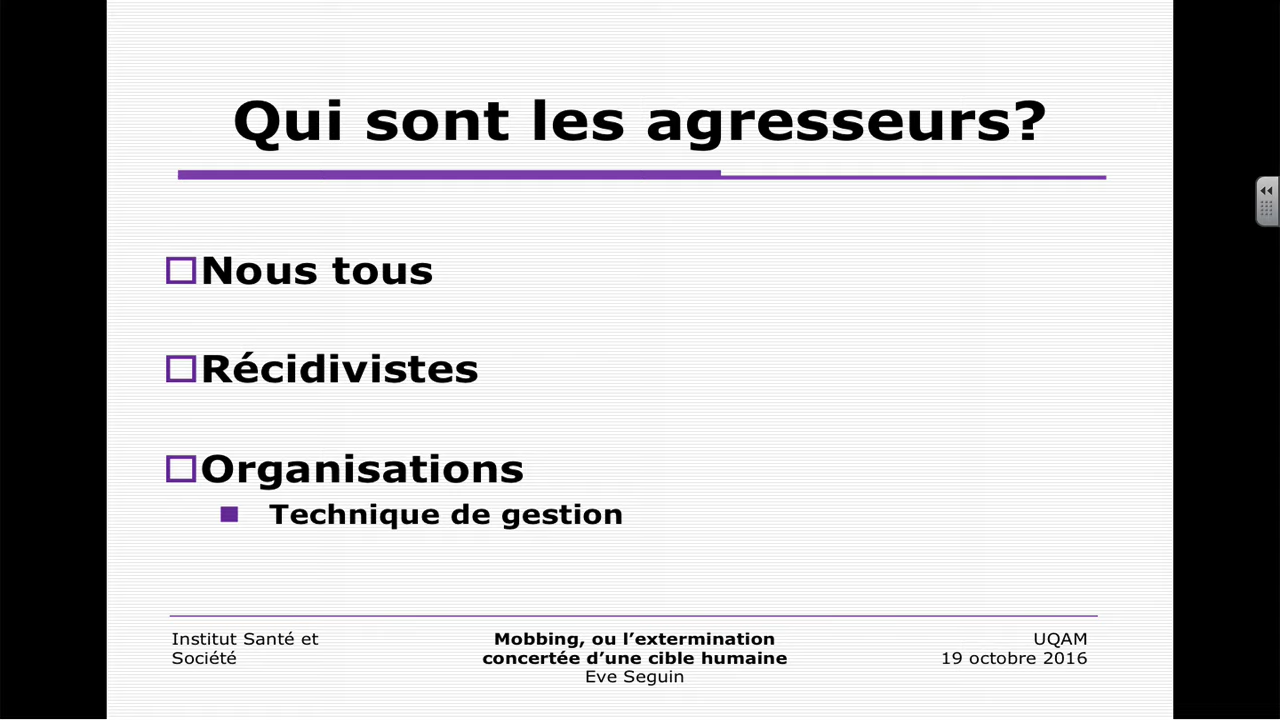 Qui sont les agresseurs?
Nous tous
Récidivistes
Organisations
Technique de gestion
Institut Santé et
Société
Mobbing, ou l’extermination
concertée d’une cible humaine
Eve Seguin
UQAM
19 octobre 2016